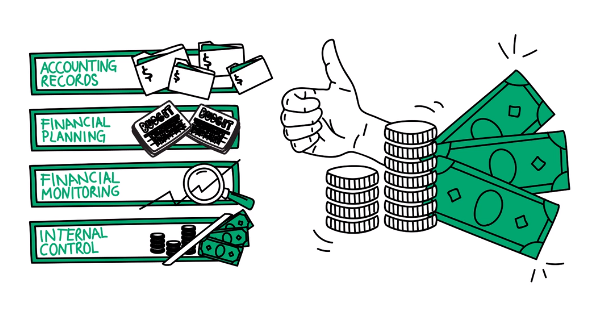 ACCOUNTING
RECORDS
$
$
$
$
FINANCIAL
PLANNING
BUDGET
BUDGET
FINANCIAL
MONITORING
INTERNAL
CONTROL